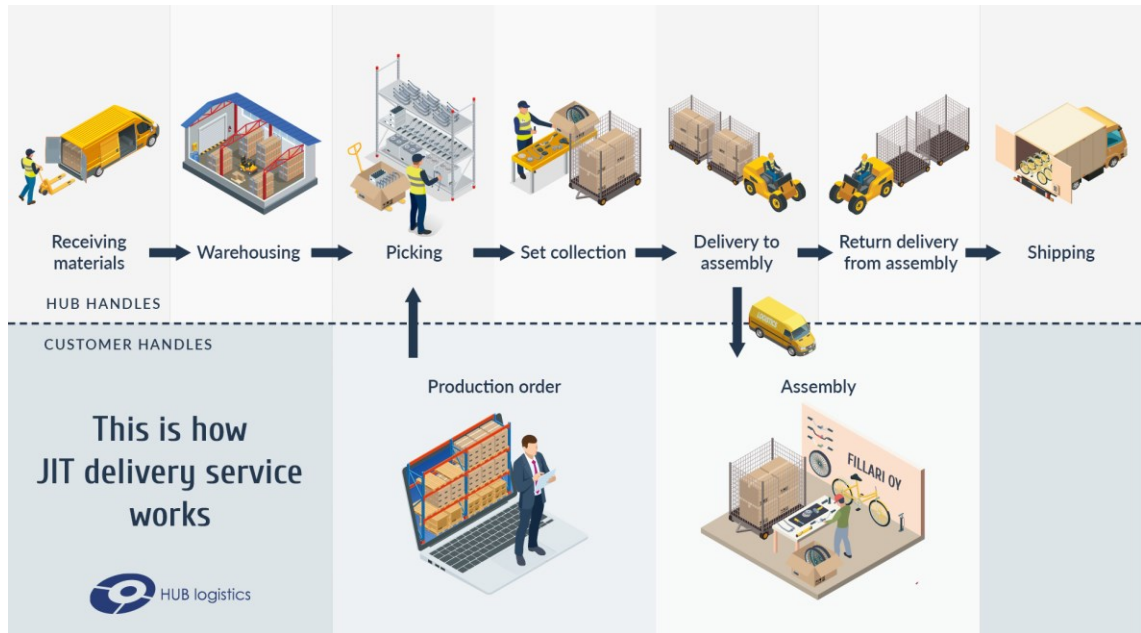 Receiving
materials
Warehousing
Picking
Set collection
Delivery to
assembly
Return delivery
from assembly
Shipping
HUB HANDLES
CUSTOMER HANDLES
Production order
Assembly
This is how
JIT delivery service
works
FILLARI OY
HUB logistics